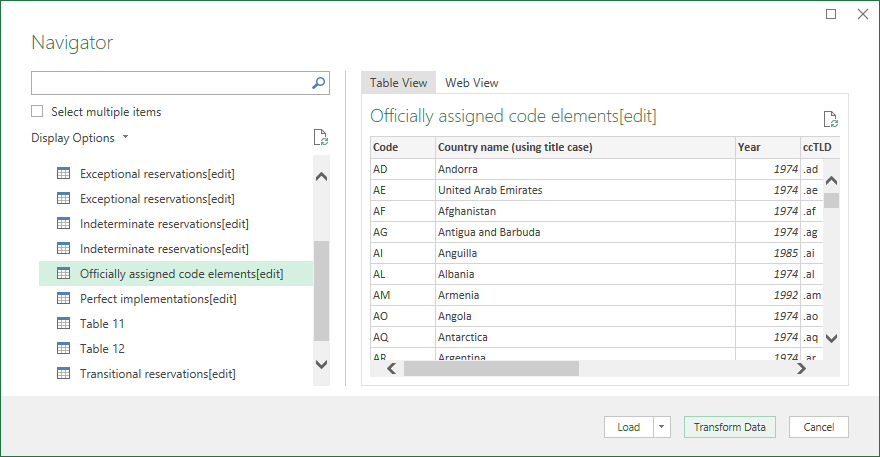 Navigator
Select multiple items
Display Options
Exceptional reservations[edit]
Exceptional reservations[edit]
Indeterminate reservations[edit]
Indeterminate reservations[edit]
Officially assigned code elements[edit]
Perfect implementations[edit]
Table 11
Table 12
Transitional reservations[edit]
Table View Web View
Officially assigned code elements[edit]
Code Country name (using title case) Year ccTLD
AD Andorra 1974 .ad
AE United Arab Emirates 1974 .ae
AF Afghanistan 1974 .af
AG Antigua and Barbuda 1974 .ag
AI Anguilla 1985 .ai
AL Albania 1974 .al
AM Armenia 1992 .am
AO Angola 1974 .ao
AQ Antarctica 1974 .aq
AR Argentina 1974 .ar
Load Transform Data Cancel